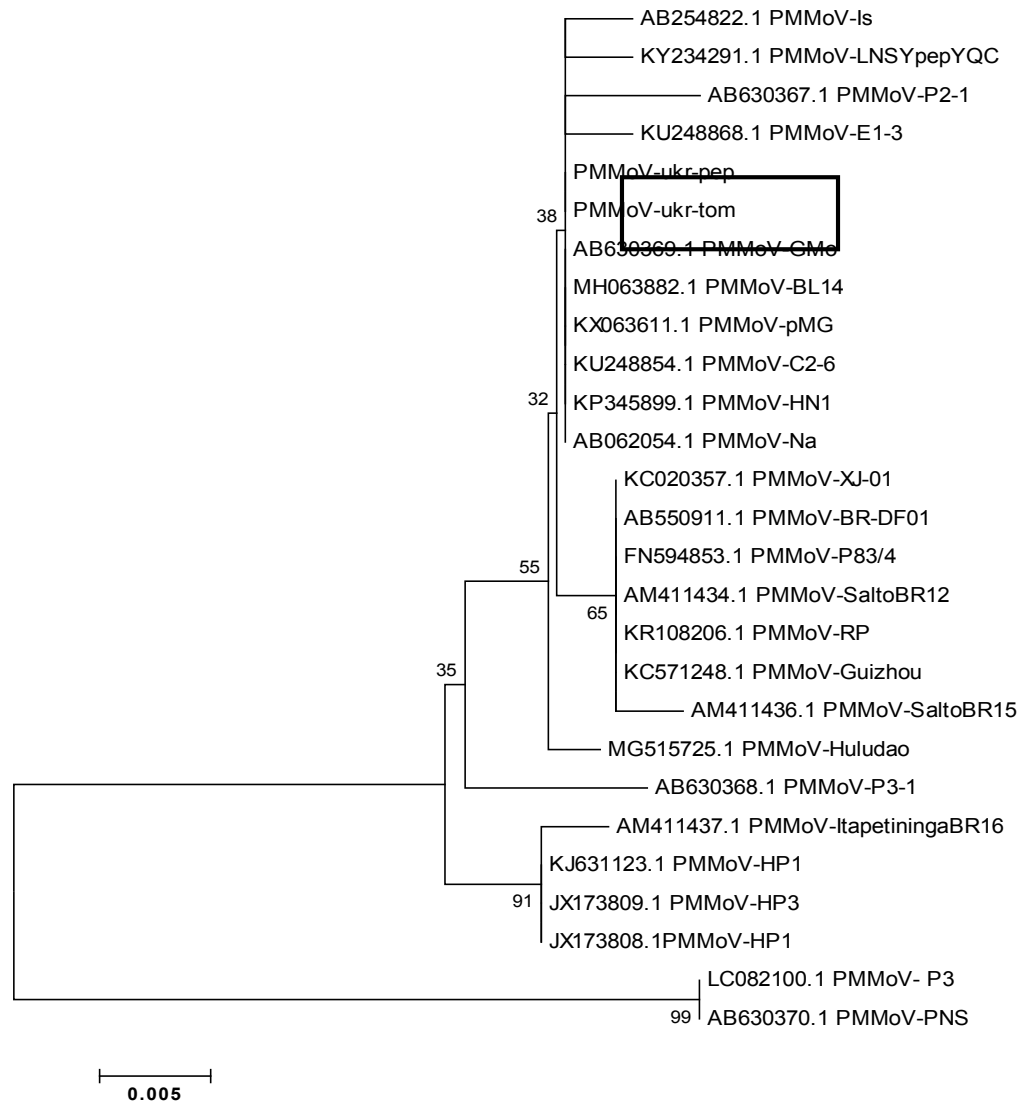 AB254822.1 PMMoV-Is
KY234291.1 PMMoV-LNSYpepYQC
AB630367.1 PMMoV-P2-1
KU248868.1 PMMoV-E1-3
PMMoV-ukr-pep
PMMoV-ukr-tom
38
AB630369.1 PMMoV-GMo
MH063882.1 PMMoV-BL14
KX063611.1 PMMoV-pMG
KU248854.1 PMMoV-C2-6
32
KP345899.1 PMMoV-HN1
AB062054.1 PMMoV-Na
KC020357.1 PMMoV-XJ-01
AB550911.1 PMMoV-BR-DF01
FN594853.1 PMMoV-P83/4
55
AM411434.1 PMMoV-SaltoBR12
65
KR108206.1 PMMoV-RP
35
KC571248.1 PMMoV-Guizhou
AM411436.1 PMMoV-SaltoBR15
MG515725.1 PMMoV-Huludao
AB630368.1 PMMoV-P3-1
AM411437.1 PMMoV-ItapetiningaBR16
KJ631123.1 PMMoV-HP1
91
JX173809.1 PMMoV-HP3
JX173808.1PMMoV-HP1
LC082100.1 PMMoV- P3
99
AB630370.1 PMMoV-PNS
0.005